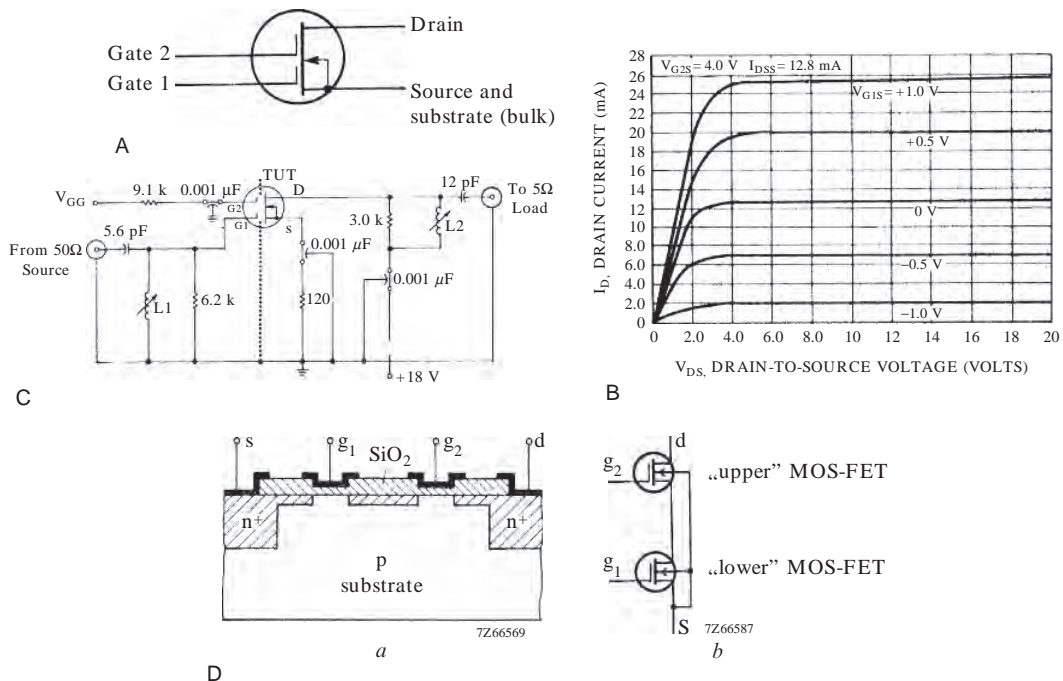 Drain
Gate 2
Gate 1
Source and
substrate (bulk)
A
V_G2S = 4.0 V I_DSS = 12.8 mA
V_G1S = +1.0 V
+0.5 V
0 V
−0.5 V
−1.0 V
28
26
24
22
20
18
16
14
12
10
8.0
6.0
4.0
2.0
0
0 2.0 4.0 6.0 8.0 10 12 14 16 18 20
I_D, DRAIN CURRENT (mA)
V_DS, DRAIN-TO-SOURCE VOLTAGE (VOLTS)
B
TUT
V_GG
9.1 k
0.001 µF
G2
G1
D
S
12 pF
To 5Ω
Load
3.0 k
L2
5.6 pF
From 50Ω
Source
L1
6.2 k
0.001 µF
120
0.001 µF
+18 V
C
s
g1
g2
d
SiO2
n+
n+
p
substrate
7Z66569
a
d
g2
„upper” MOS-FET
g1
„lower” MOS-FET
S
7Z66587
b
D